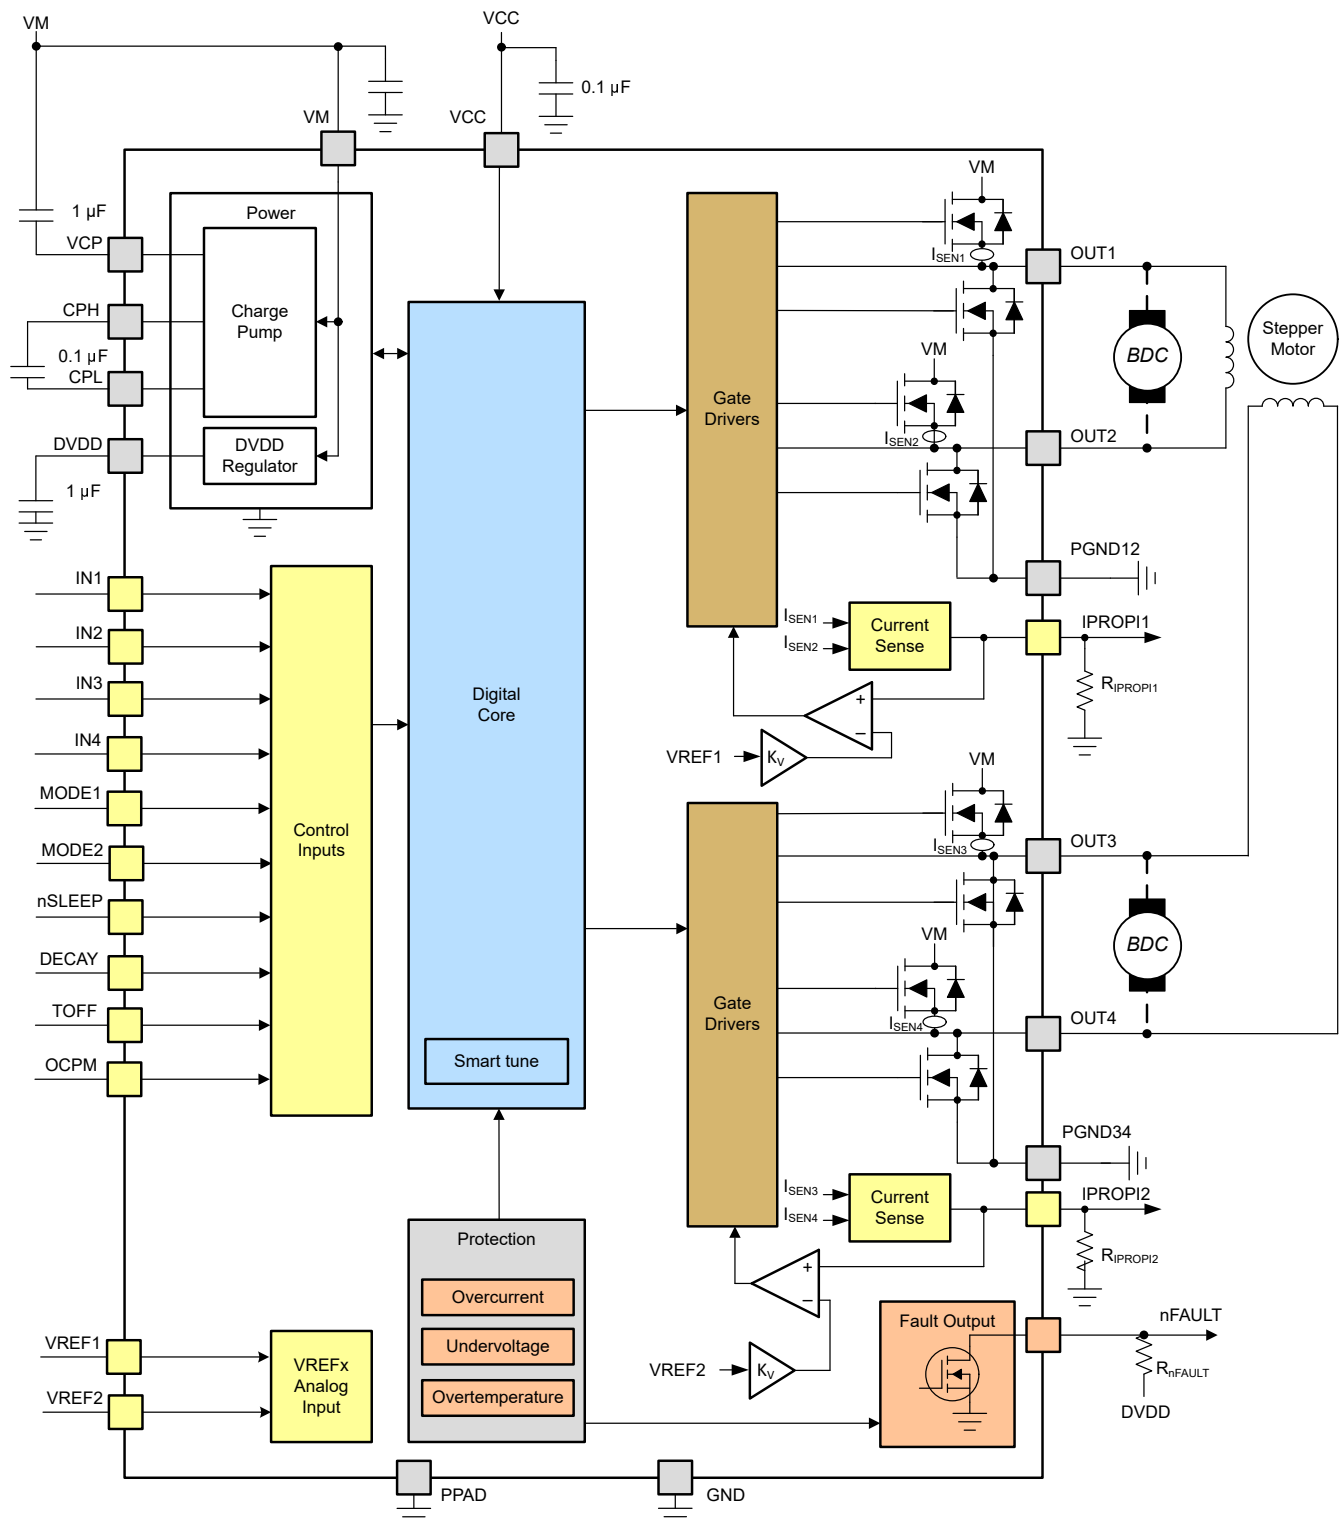 VM
VCC
0.1 µF
VM
VCC
1 µF
Power
VCP
Charge
Pump
CPH
0.1 µF
CPL
DVDD
DVDD
Regulator
1 µF
IN1
IN2
IN3
IN4
MODE1
MODE2
nSLEEP
DECAY
TOFF
OCPM
Control
Inputs
Digital
Core
Smart tune
Gate
Drivers
VM
ISEN1
OUT1
VM
ISEN2
OUT2
BDC
Stepper
Motor
PGND12
ISEN1
ISEN2
Current
Sense
IPROPI1
RIPROPI1
+
–
VREF1
KV
Gate
Drivers
VM
ISEN3
OUT3
VM
ISEN4
OUT4
BDC
PGND34
ISEN3
ISEN4
Current
Sense
IPROPI2
RIPROPI2
+
–
VREF2
KV
Protection
Overcurrent
Undervoltage
Overtemperature
Fault Output
nFAULT
RnFAULT
DVDD
VREF1
VREF2
VREFx
Analog
Input
PPAD
GND